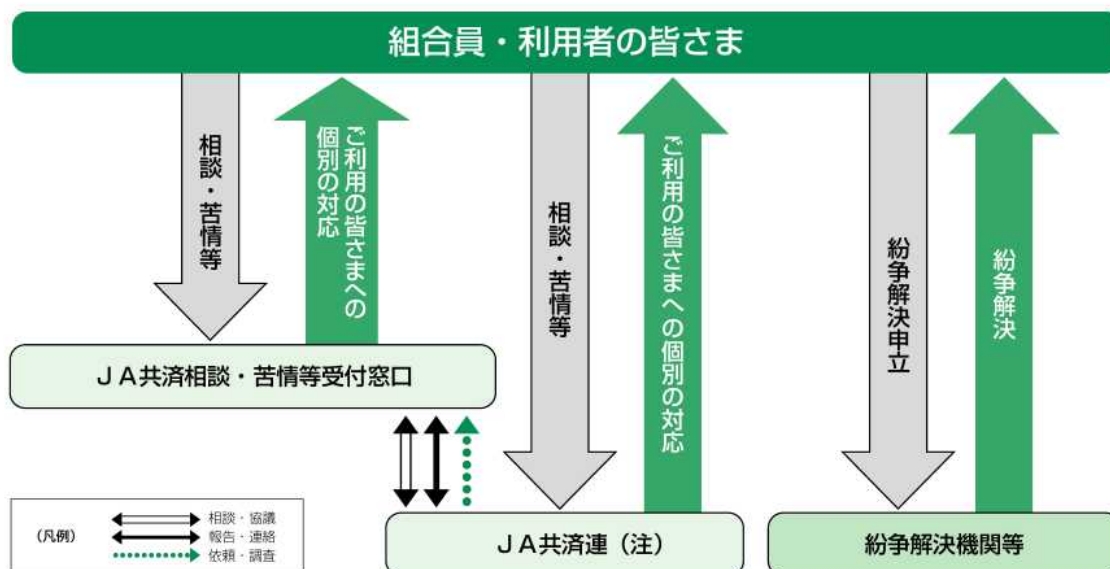 組合員・利用者の皆さま
相談・苦情等
ご利用の皆さまへの
個別の対応
相談・苦情等
ご利用の皆さまへの個別の対応
紛争解決申立
紛争解決
ＪＡ共済相談・苦情等受付窓口
（凡例）
相談・協議
報告・連絡
依頼・調査
ＪＡ共済連（注）
紛争解決機関等